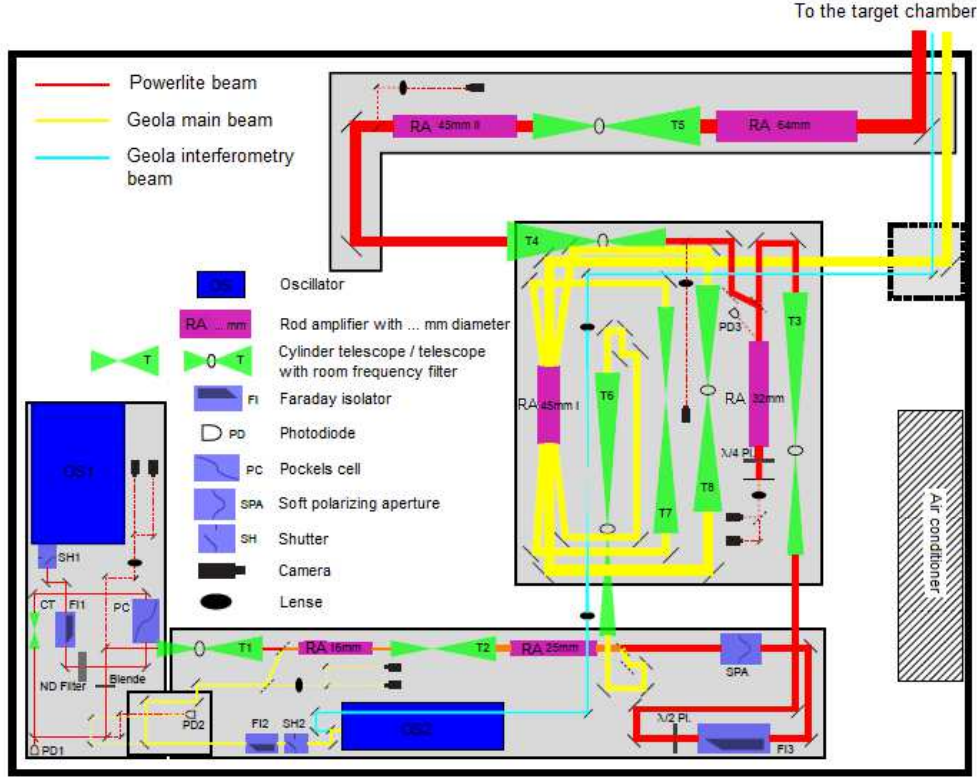 To the target chamber
Powerlite beam
Geola main beam
Geola interferometry
beam
RA 45mm II
T5
RA 64mm
T4
OS
Oscillator
RA ... mm
Rod amplifier with ... mm diameter
T
T
Cylinder telescope / telescope
with room frequency filter
FI
Faraday isolator
PD
Photodiode
PC
Pockels cell
SPA
Soft polarizing aperture
SH
Shutter
Camera
Lense
PD3
T3
T6
RA 45mm I
RA 32mm
λ/4 Pl.
T7
T8
Air conditioner
OS1
SH1
CT
FI1
PC
ND Filter
Blende
PD1
T1
RA 16mm
T2
RA 25mm
SPA
PD2
FI2
SH2
OS2
λ/2 Pl.
FI3